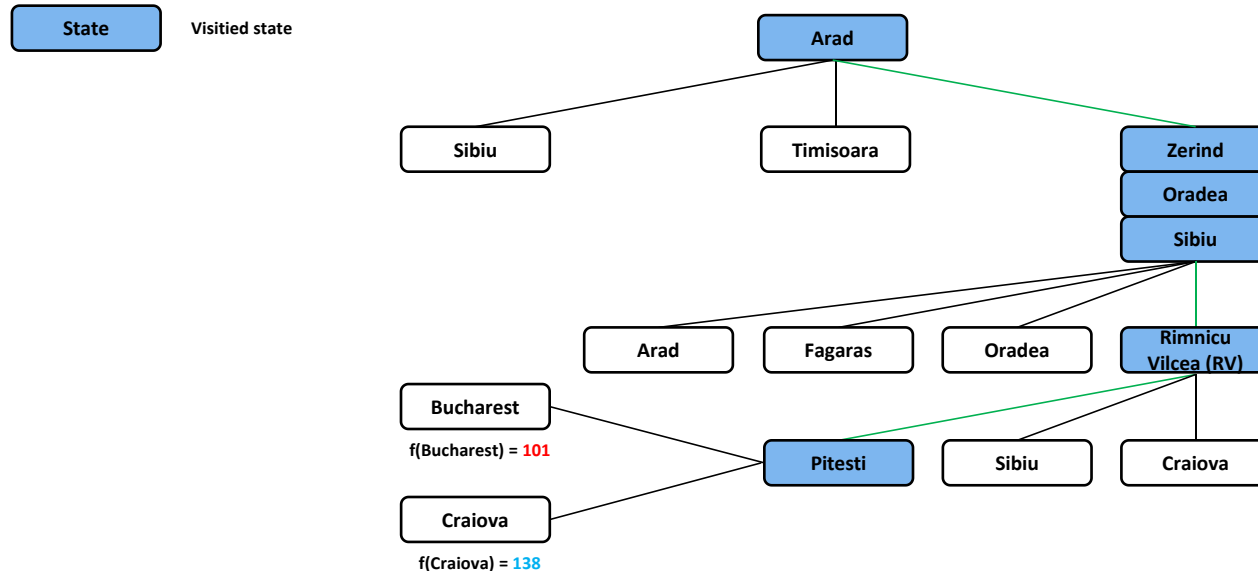 State
Visitied state
Arad
Sibiu
Timisoara
Zerind
Oradea
Sibiu
Arad
Fagaras
Oradea
Rimnicu
Vilcea (RV)
Bucharest
f(Bucharest) = 101
Pitesti
Sibiu
Craiova
Craiova
f(Craiova) = 138